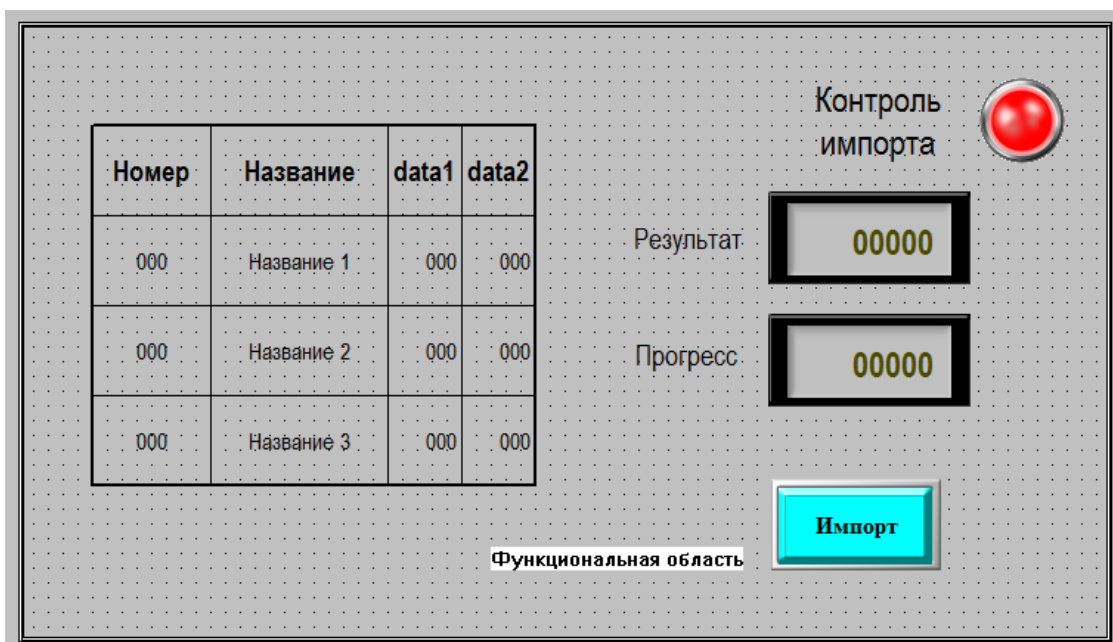 Контроль
импорта
Номер Название data1 data2
Результат 00000
000 Название 1 000 000
000 Название 2 000 000
Прогресс 00000
000 Название 3 000 000
Импорт
Функциональная область